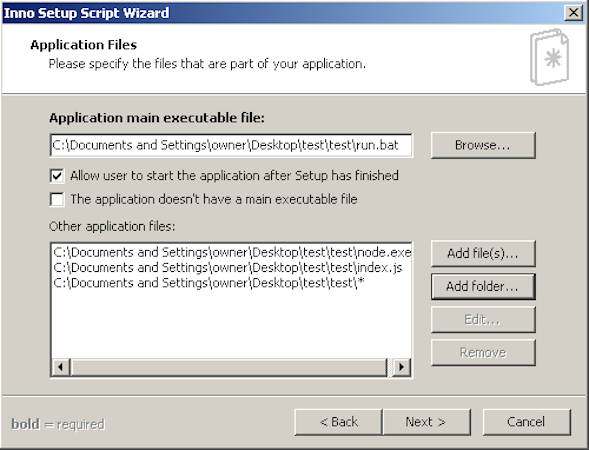 Inno Setup Script Wizard
Application Files
Please specify the files that are part of your application.
Application main executable file:
C:\Documents and Settings\owner\Desktop\test\test\run.bat
Browse...
Allow user to start the application after Setup has finished
The application doesn't have a main executable file
Other application files:
C:\Documents and Settings\owner\Desktop\test\test\node.exe
C:\Documents and Settings\owner\Desktop\test\test\index.js
C:\Documents and Settings\owner\Desktop\test\test\*
Add file(s)...
Add folder...
Edit...
Remove
bold = required
< Back
Next >
Cancel